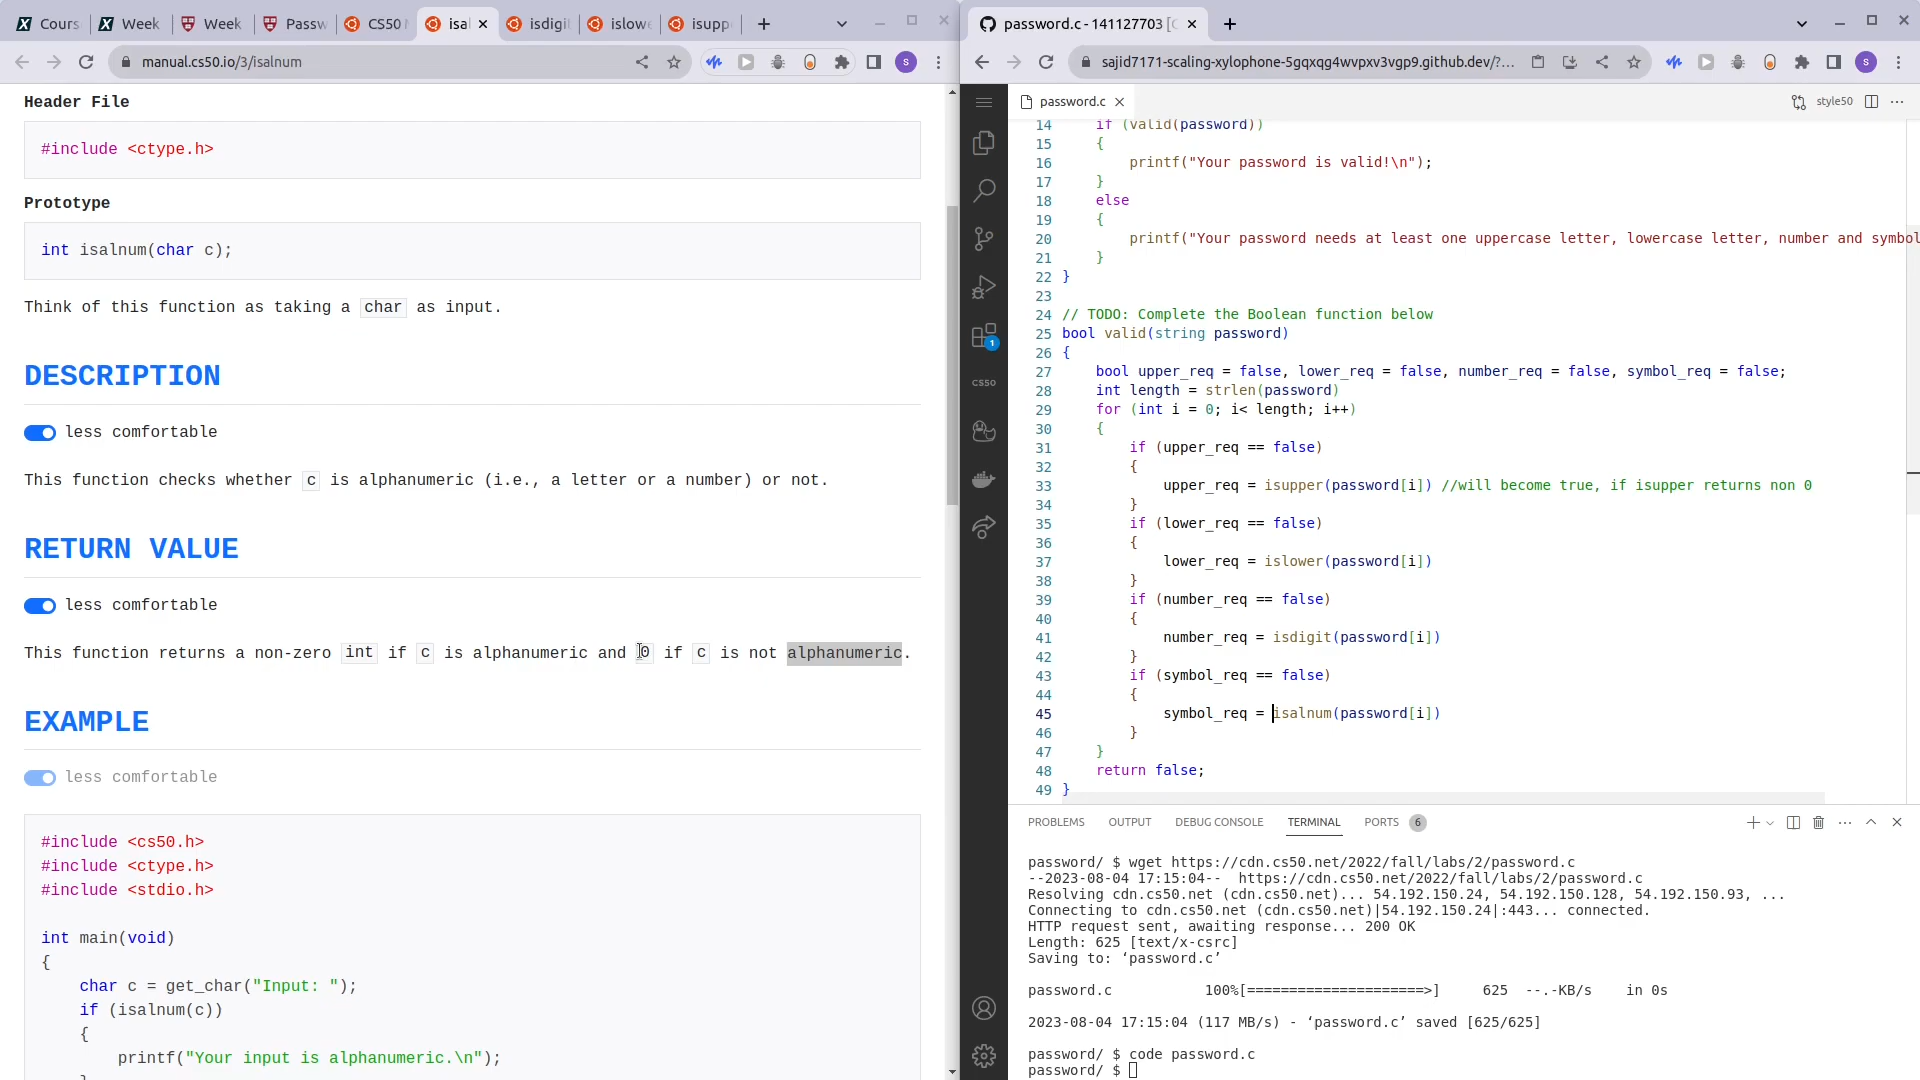 Cours
Week
Week
Passw
CS50
isal
isdigi
islowe
isupp
manual.cs50.io/3/isalnum
S
Header File
#include <ctype.h>
Prototype
int isalnum(char c);
Think of this function as taking a char as input.
DESCRIPTION
less comfortable
This function checks whether c is alphanumeric (i.e., a letter or a number) or not.
RETURN VALUE
less comfortable
This function returns a non-zero int if c is alphanumeric and 0 if c is not alphanumeric.
EXAMPLE
less comfortable
#include <cs50.h>
#include <ctype.h>
#include <stdio.h>
int main(void)
{
char c = get_char("Input: ");
if (isalnum(c))
{
printf("Your input is alphanumeric.\n");
password.c - 141127703 [C
sajid7171-scaling-xylophone-5gqxqg4wvpxv3vgp9.github.dev/?...
S
password.c
style50
1
CS50
14 if (valid(password))
15 {
16 printf("Your password is valid!\n");
17 }
18 else
19 {
20 printf("Your password needs at least one uppercase letter, lowercase letter, number and symbol
21 }
22 }
23
24 // TODO: Complete the Boolean function below
25 bool valid(string password)
26 {
27 bool upper_req = false, lower_req = false, number_req = false, symbol_req = false;
28 int length = strlen(password)
29 for (int i = 0; i< length; i++)
30 {
31 if (upper_req == false)
32 {
33 upper_req = isupper(password[i]) //will become true, if isupper returns non 0
34 }
35 if (lower_req == false)
36 {
37 lower_req = islower(password[i])
38 }
39 if (number_req == false)
40 {
41 number_req = isdigit(password[i])
42 }
43 if (symbol_req == false)
44 {
45 symbol_req = isalnum(password[i])
46 }
47 }
48 return false;
49 }
PROBLEMS OUTPUT DEBUG CONSOLE TERMINAL PORTS 6
password/ $ wget https://cdn.cs50.net/2022/fall/labs/2/password.c
--2023-08-04 17:15:04-- https://cdn.cs50.net/2022/fall/labs/2/password.c
Resolving cdn.cs50.net (cdn.cs50.net)... 54.192.150.24, 54.192.150.128, 54.192.150.93, ...
Connecting to cdn.cs50.net (cdn.cs50.net)|54.192.150.24|:443... connected.
HTTP request sent, awaiting response... 200 OK
Length: 625 [text/x-csrc]
Saving to: ‘password.c’
password.c 100%[=====================>] 625 --.-KB/s in 0s
2023-08-04 17:15:04 (117 MB/s) - ‘password.c’ saved [625/625]
password/ $ code password.c
password/ $